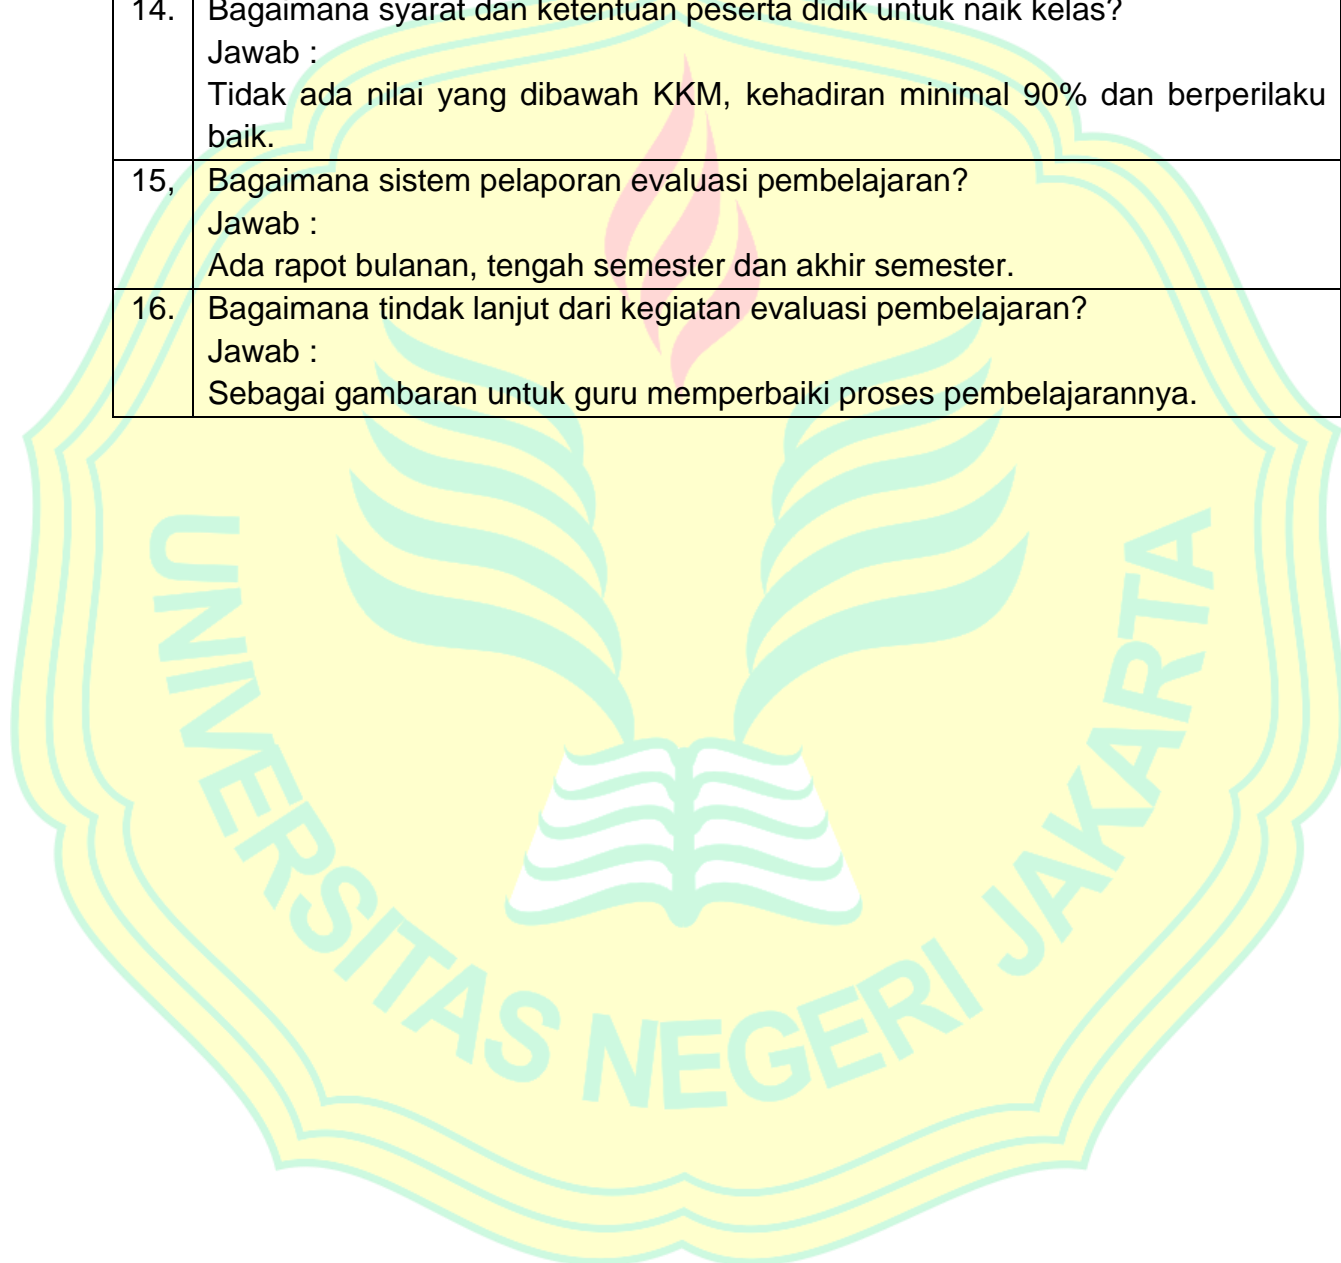 14. Bagaimana syarat dan ketentuan peserta didik untuk naik kelas?
Jawab :
Tidak ada nilai yang dibawah KKM, kehadiran minimal 90% dan berperilaku
baik.
15, Bagaimana sistem pelaporan evaluasi pembelajaran?
Jawab :
Ada rapot bulanan, tengah semester dan akhir semester.
16. Bagaimana tindak lanjut dari kegiatan evaluasi pembelajaran?
Jawab :
Sebagai gambaran untuk guru memperbaiki proses pembelajarannya.
UNIVERSITAS NEGERI JAKARTA